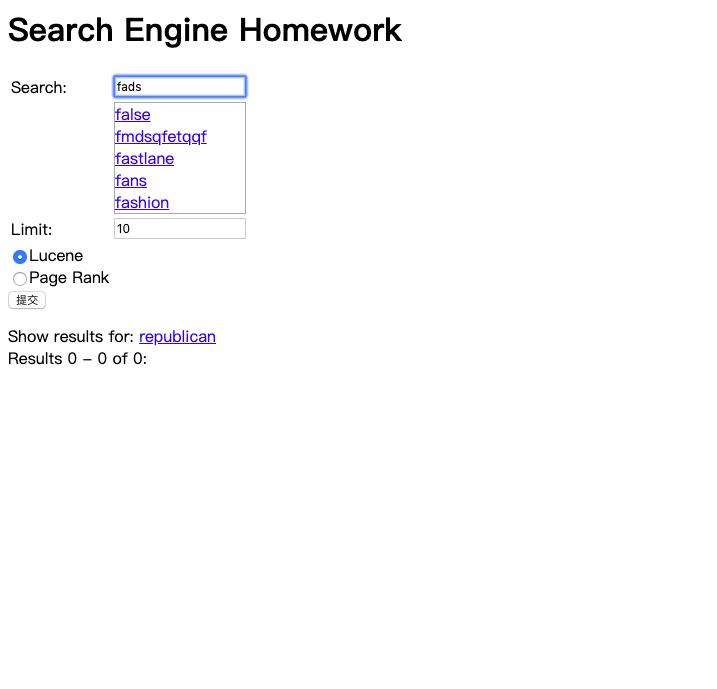 Search Engine Homework
Search: fads
false
fmdsqfetqqf
fastlane
fans
fashion
Limit: 10
Lucene
Page Rank
提交
Show results for: republican
Results 0 - 0 of 0: